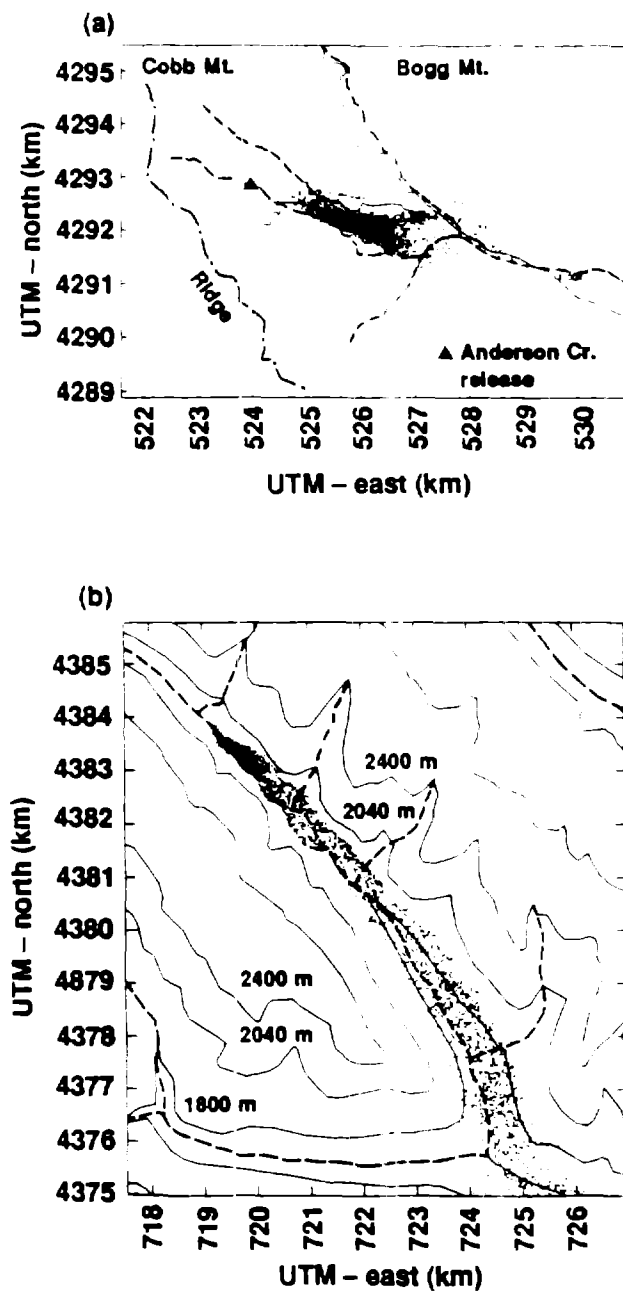 (a)
Cobb Mt.
Bogg Mt.
4295
4294
4293
4292
4291
4290
4289
UTM – north (km)
Ridge
▲ Anderson Cr.
release
522
523
524
525
526
527
528
529
530
UTM – east (km)
(b)
4385
4384
4383
4382
4381
4380
4879
4378
4377
4376
4375
UTM – north (km)
2400 m
2040 m
2400 m
2040 m
1800 m
718
719
720
721
722
723
724
725
726
UTM – east (km)